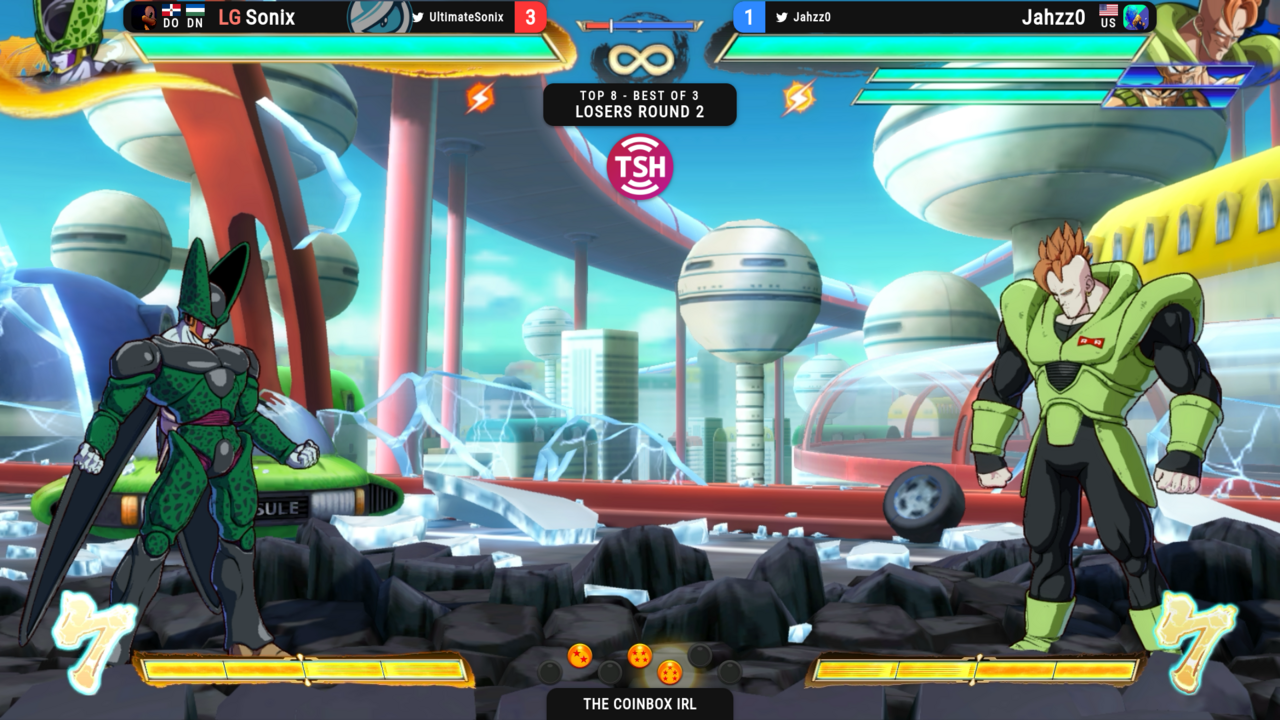 DO DN LG Sonix UltimateSonix 3
1 Jahzz0 Jahzz0 US
TOP 8 - BEST OF 3
LOSERS ROUND 2
TSH
SULE
7 7
THE COINBOX IRL